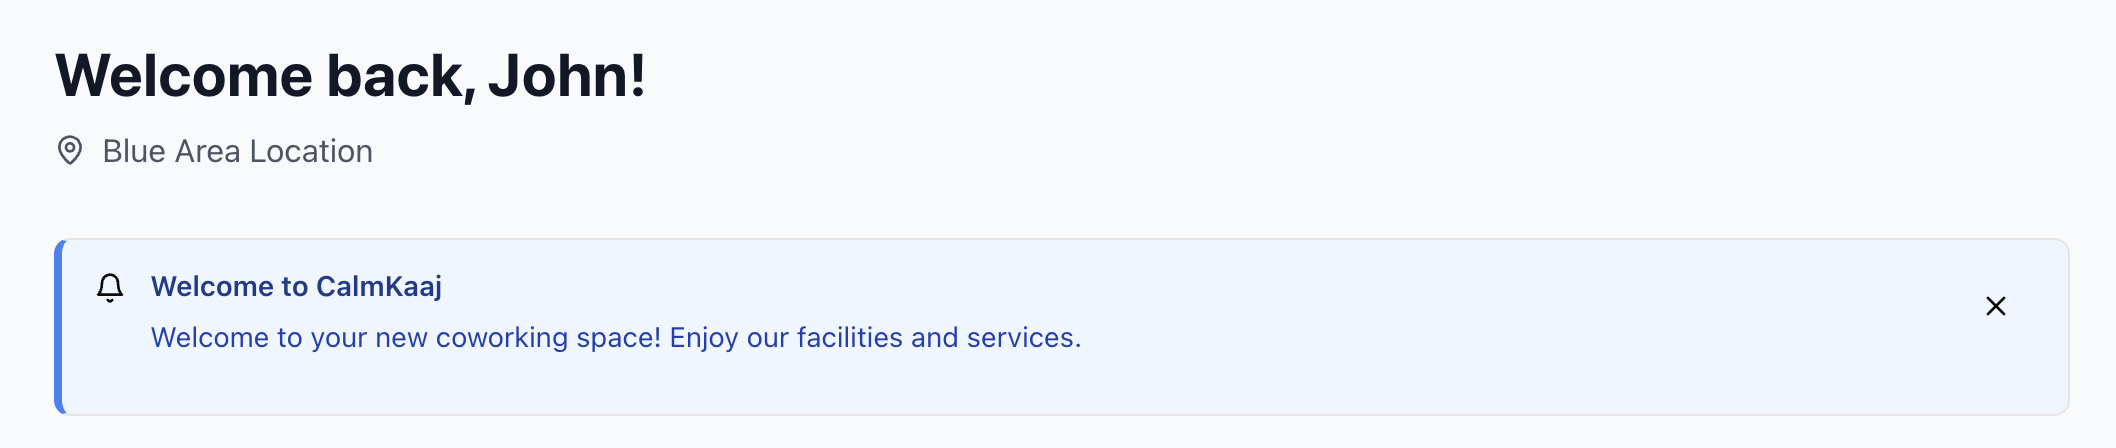 Welcome back, John!
Blue Area Location
Welcome to CalmKaaj
Welcome to your new coworking space! Enjoy our facilities and services.